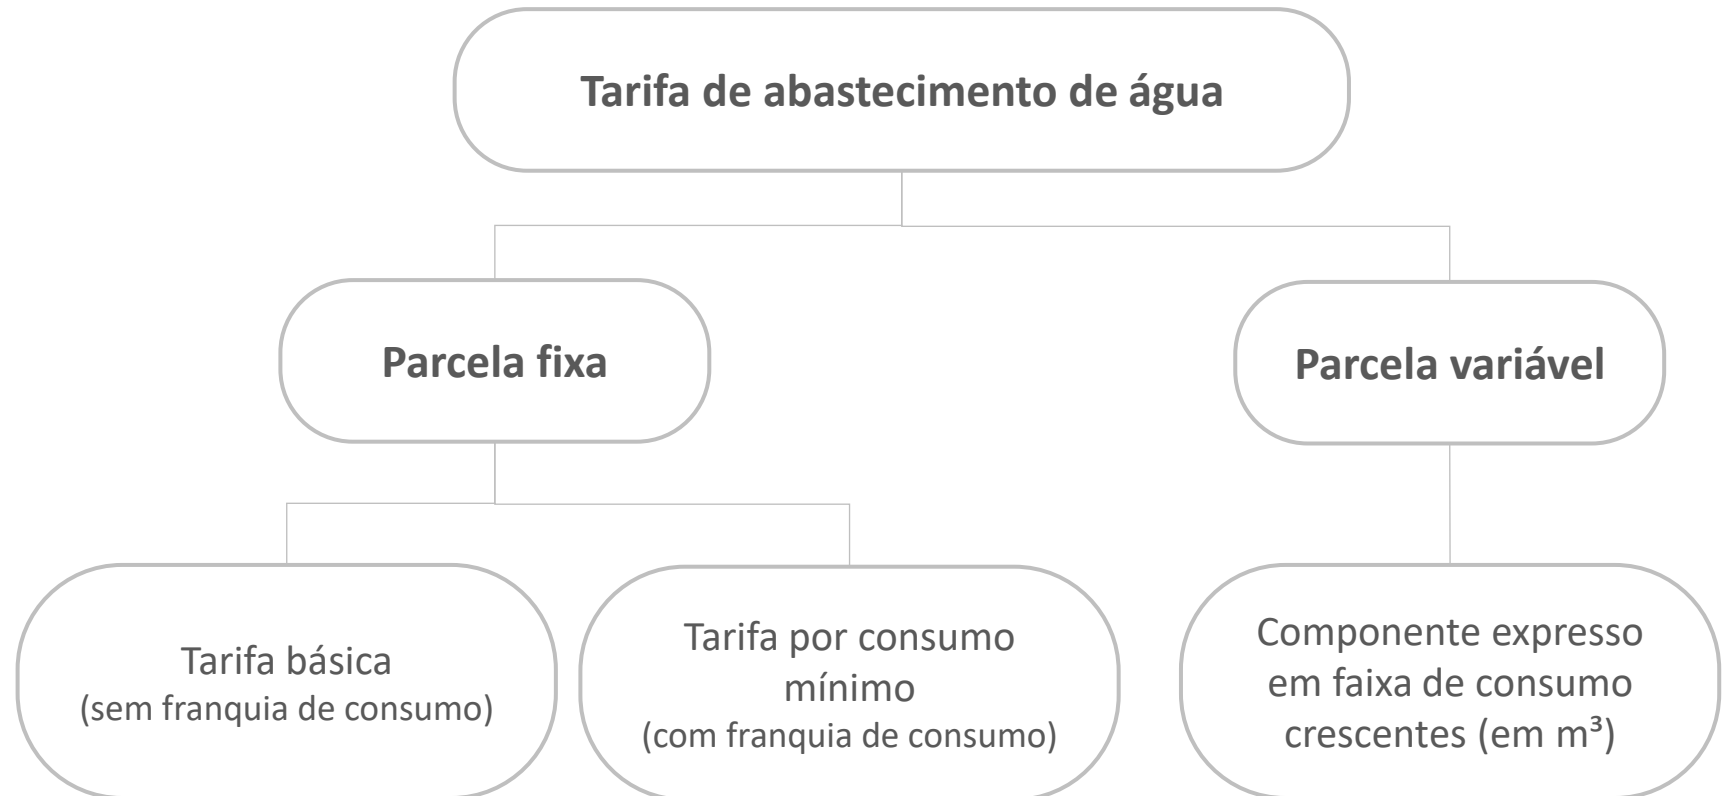 Tarifa de abastecimento de água
Parcela fixa
Parcela variável
Tarifa básica
(sem franquia de consumo)
Tarifa por consumo
mínimo
(com franquia de consumo)
Componente expresso
em faixa de consumo
crescentes (em m³)